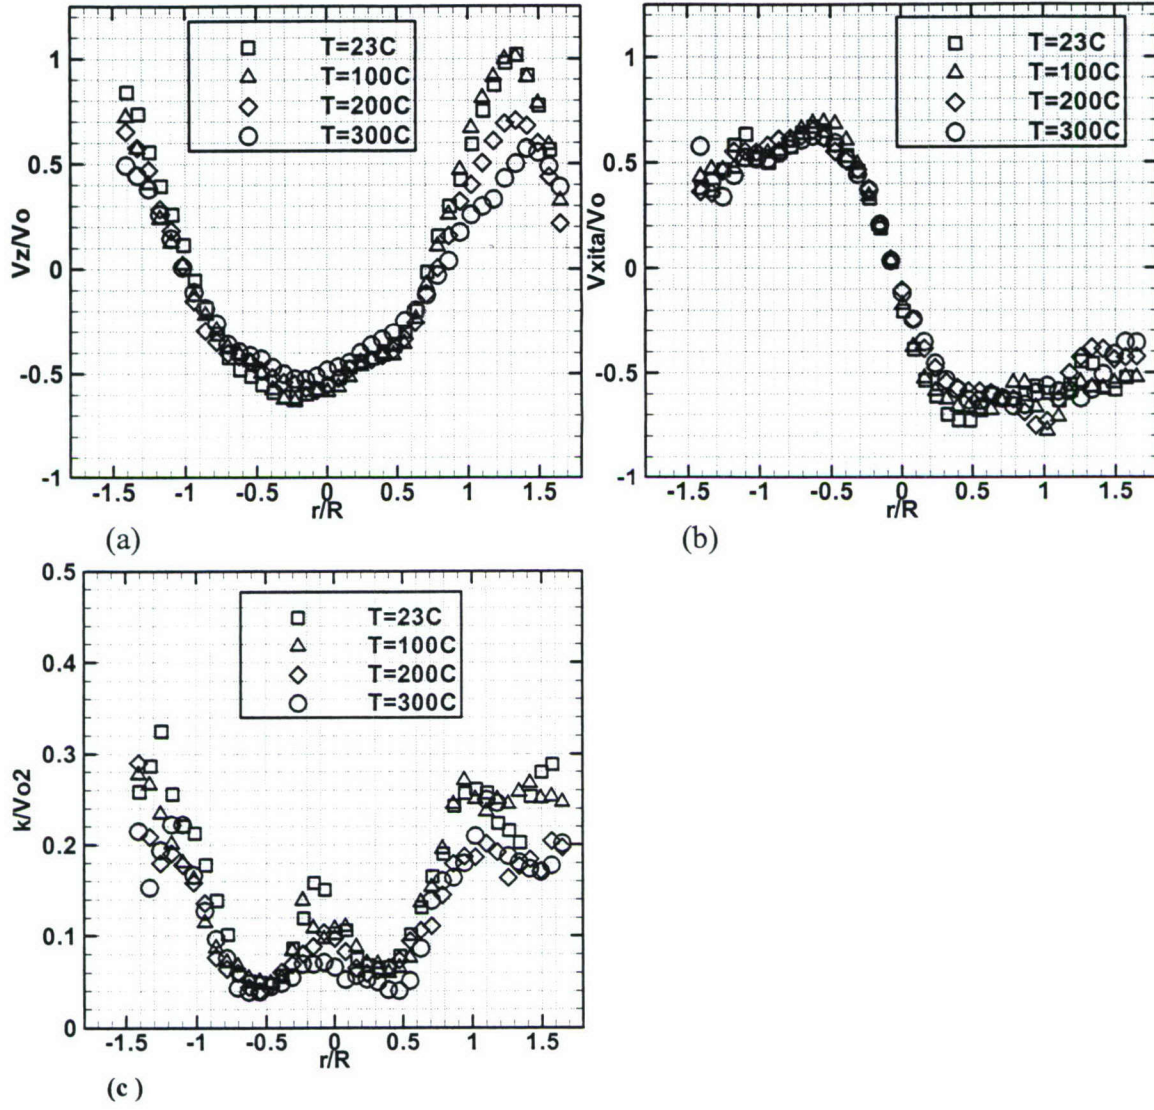 T=23C
T=100C
T=200C
T=300C
1
0.5
0
-0.5
-1
Vz/Vo
-1.5 -1 -0.5 0 0.5 1 1.5
r/R
(a)
T=23C
T=100C
T=200C
T=300C
1
0.5
0
-0.5
-1
Vxita/Vo
-1.5 -1 -0.5 0 0.5 1 1.5
r/R
(b)
T=23C
T=100C
T=200C
T=300C
0.5
0.4
0.3
0.2
0.1
0
k/Vo2
-1.5 -1 -0.5 0 0.5 1 1.5
r/R
(c )